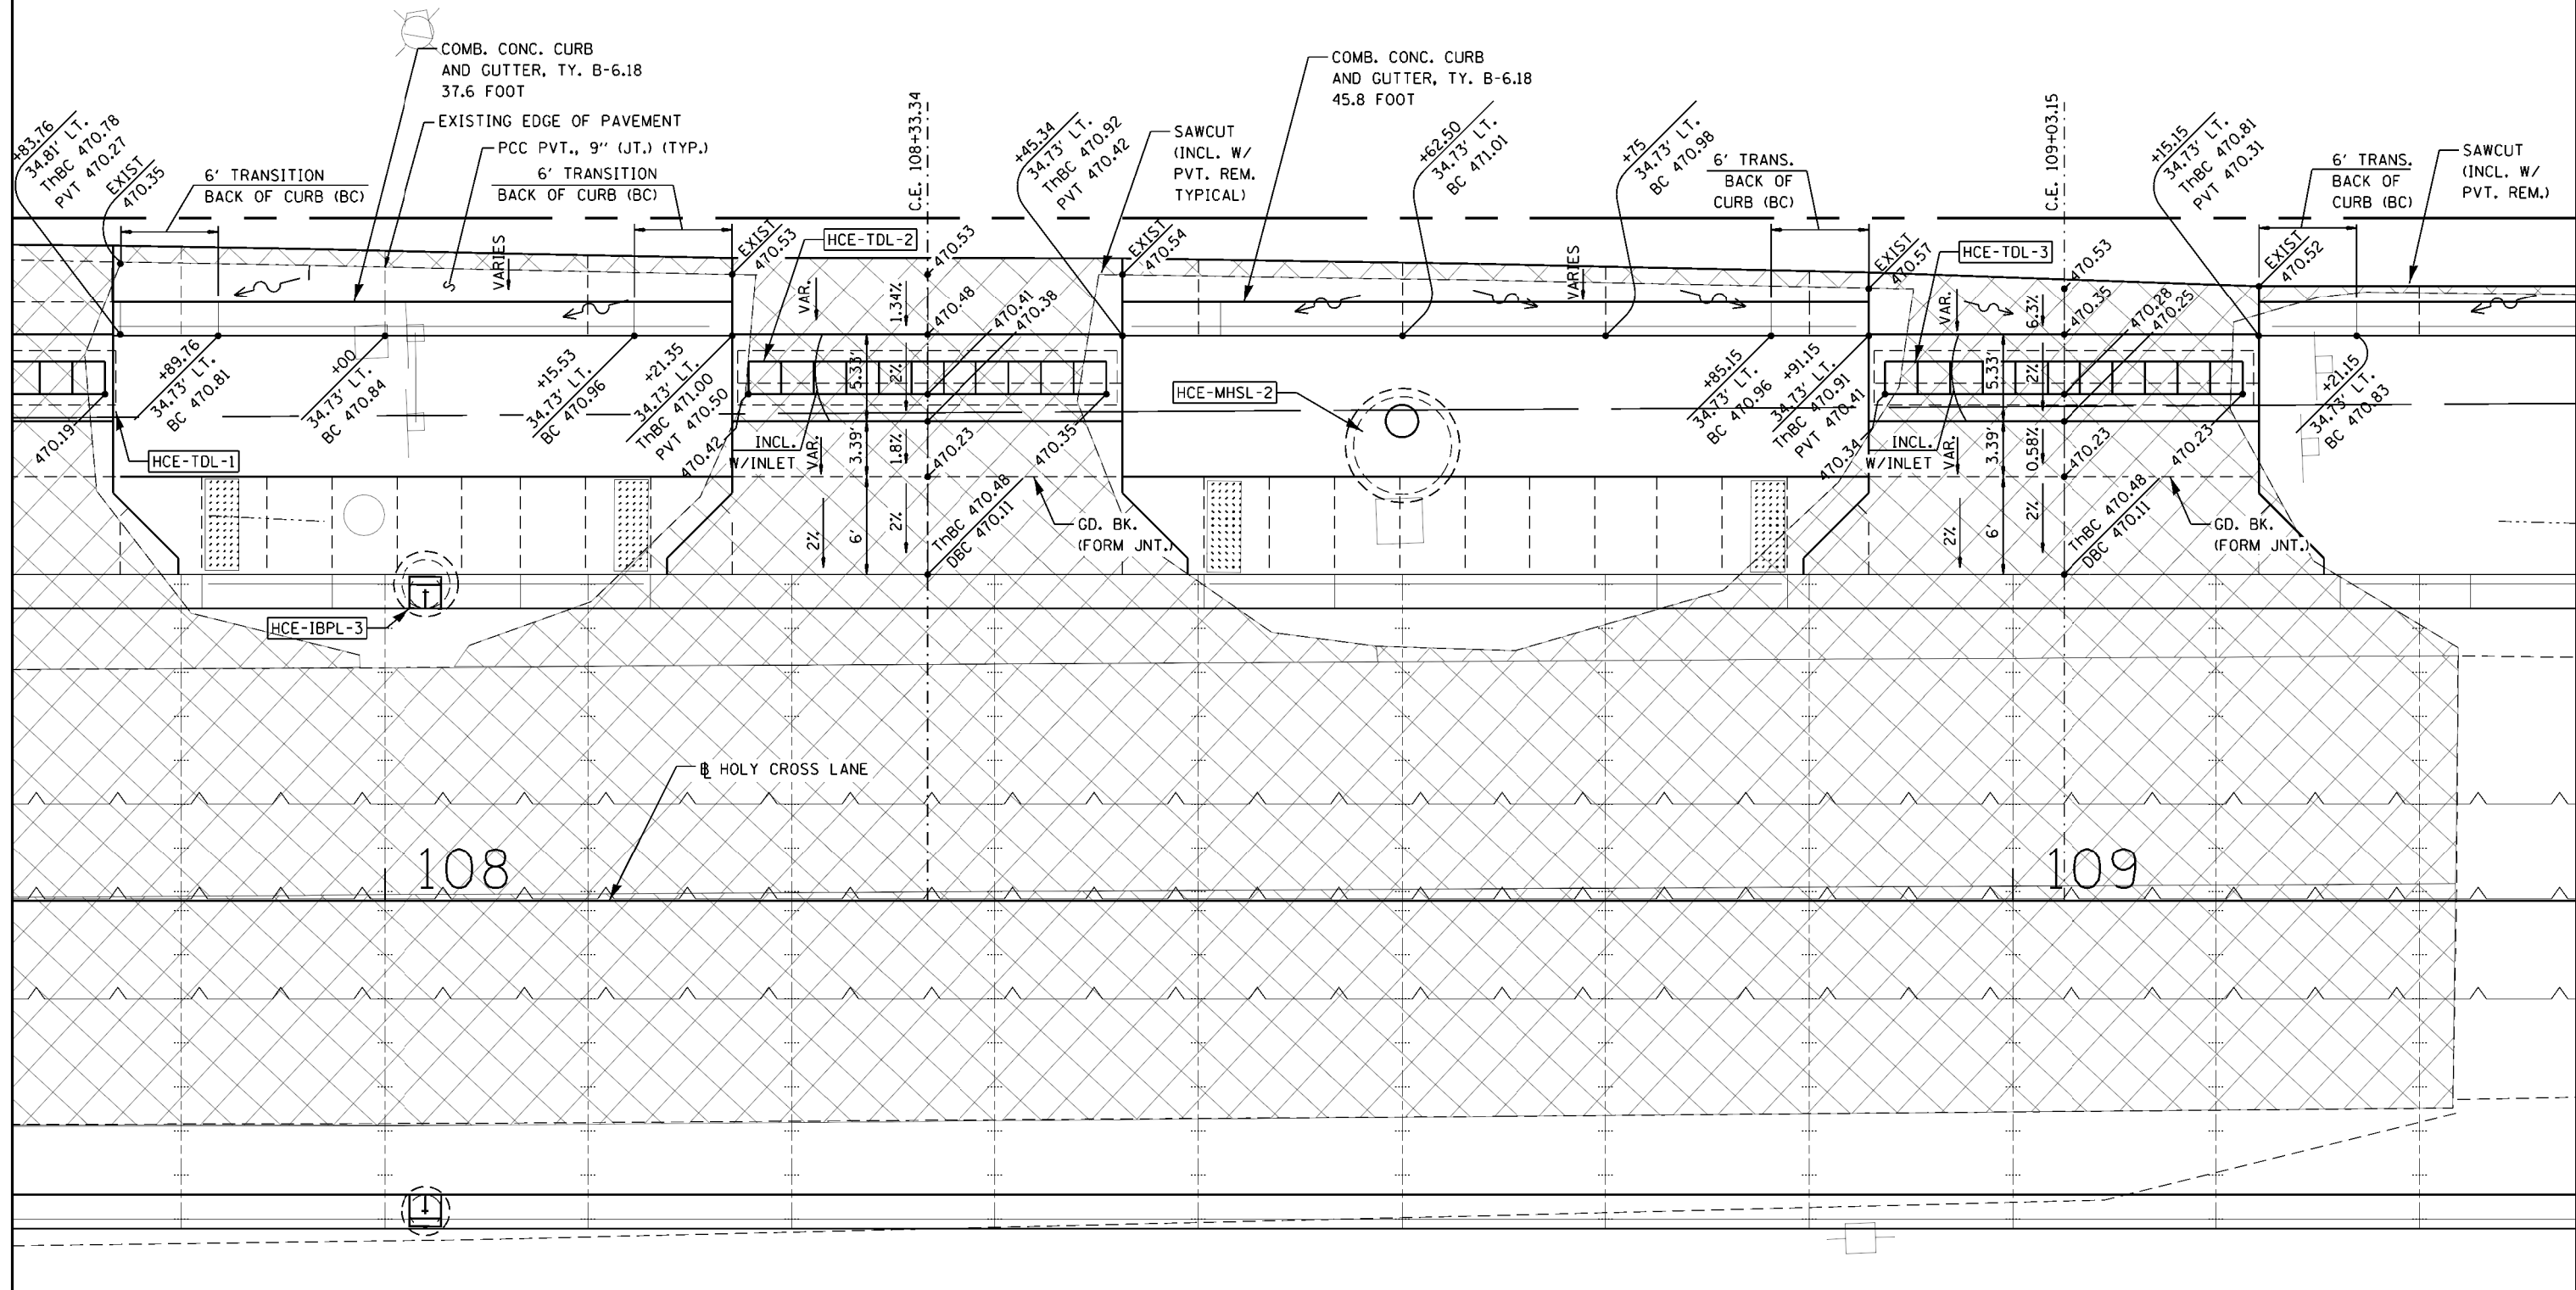 COMB. CONC. CURB
AND GUTTER, TY. B-6.18
37.6 FOOT
EXISTING EDGE OF PAVEMENT
PCC PVT., 9" (JT.) (TYP.)
6' TRANSITION
BACK OF CURB (BC)
6' TRANSITION
BACK OF CURB (BC)
+83.76
34.81' LT.
ThBC 470.78
PVT 470.27
EXIST
470.35
C.E. 108+33.34
+45.34
34.73' LT.
ThBC 470.92
PVT 470.42
SAWCUT
(INCL. W/
PVT. REM.
TYPICAL)
COMB. CONC. CURB
AND GUTTER, TY. B-6.18
45.8 FOOT
+62.50
34.73' LT.
BC 471.01
+75
34.73' LT.
BC 470.98
6' TRANS.
BACK OF
CURB (BC)
C.E. 109+03.15
+15.15
34.73' LT.
ThBC 470.81
PVT 470.31
6' TRANS.
BACK OF
CURB (BC)
SAWCUT
(INCL. W/
PVT. REM.)
S
VARIES
EXIST
470.53
HCE-TDL-2
470.53
EXIST
470.54
VARIES
EXIST
470.57
HCE-TDL-3
470.53
EXIST
470.52
VAR.
1.34%
470.48
470.41
470.38
VAR.
6.3%
470.35
470.28
470.25
+89.76
34.73' LT.
BC 470.81
+00
34.73' LT.
BC 470.84
+15.53
34.73' LT.
BC 470.96
+21.35
34.73' LT.
ThBC 471.00
PVT 470.50
5.33'
2%
HCE-MHSL-2
+85.15
34.73' LT.
BC 470.96
+91.15
34.73' LT.
ThBC 470.91
PVT 470.41
5.33'
2%
+21.15
34.73' LT.
BC 470.83
470.19
HCE-TDL-1
470.42
INCL.
W/INLET
VAR.
3.39'
1.8%
470.23
470.35
470.34
INCL.
W/INLET
VAR.
3.39'
0.58%
470.23
470.23
2%
6'
2%
ThBC 470.48
DBC 470.11
GD. BK.
(FORM JNT.)
2%
6'
2%
ThBC 470.48
DBC 470.11
GD. BK.
(FORM JNT.)
HCE-IBPL-3
℄ HOLY CROSS LANE
108
109